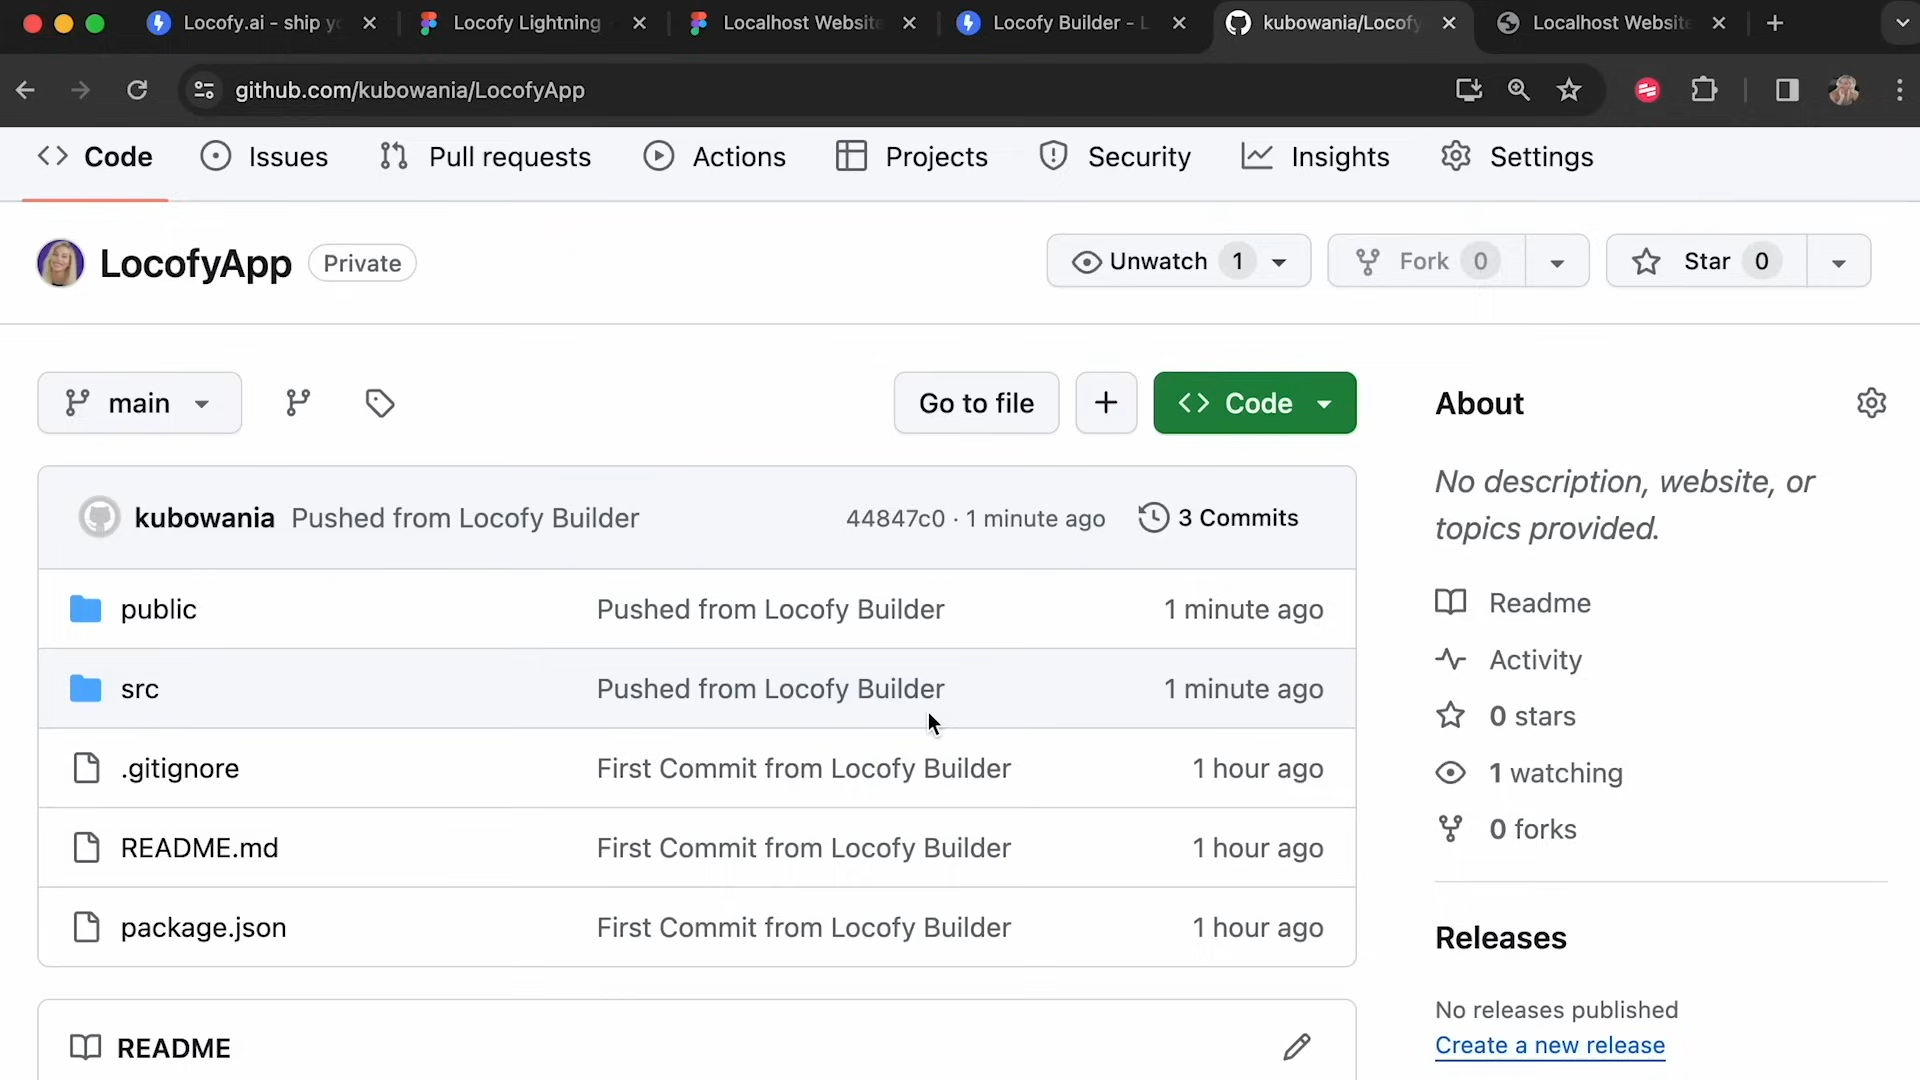 Locofy.ai - ship y
Locofy Lightning
Localhost Website
Locofy Builder - L
kubowania/Locofy
Localhost Website
github.com/kubowania/LocofyApp
Code
Issues
Pull requests
Actions
Projects
Security
Insights
Settings
LocofyApp
Private
Unwatch 1
Fork 0
Star 0
main
Go to file
Code
About
No description, website, or
topics provided.
kubowania Pushed from Locofy Builder 44847c0 · 1 minute ago 3 Commits
public Pushed from Locofy Builder 1 minute ago
src Pushed from Locofy Builder 1 minute ago
.gitignore First Commit from Locofy Builder 1 hour ago
README.md First Commit from Locofy Builder 1 hour ago
package.json First Commit from Locofy Builder 1 hour ago
README
Readme
Activity
0 stars
1 watching
0 forks
Releases
No releases published
Create a new release